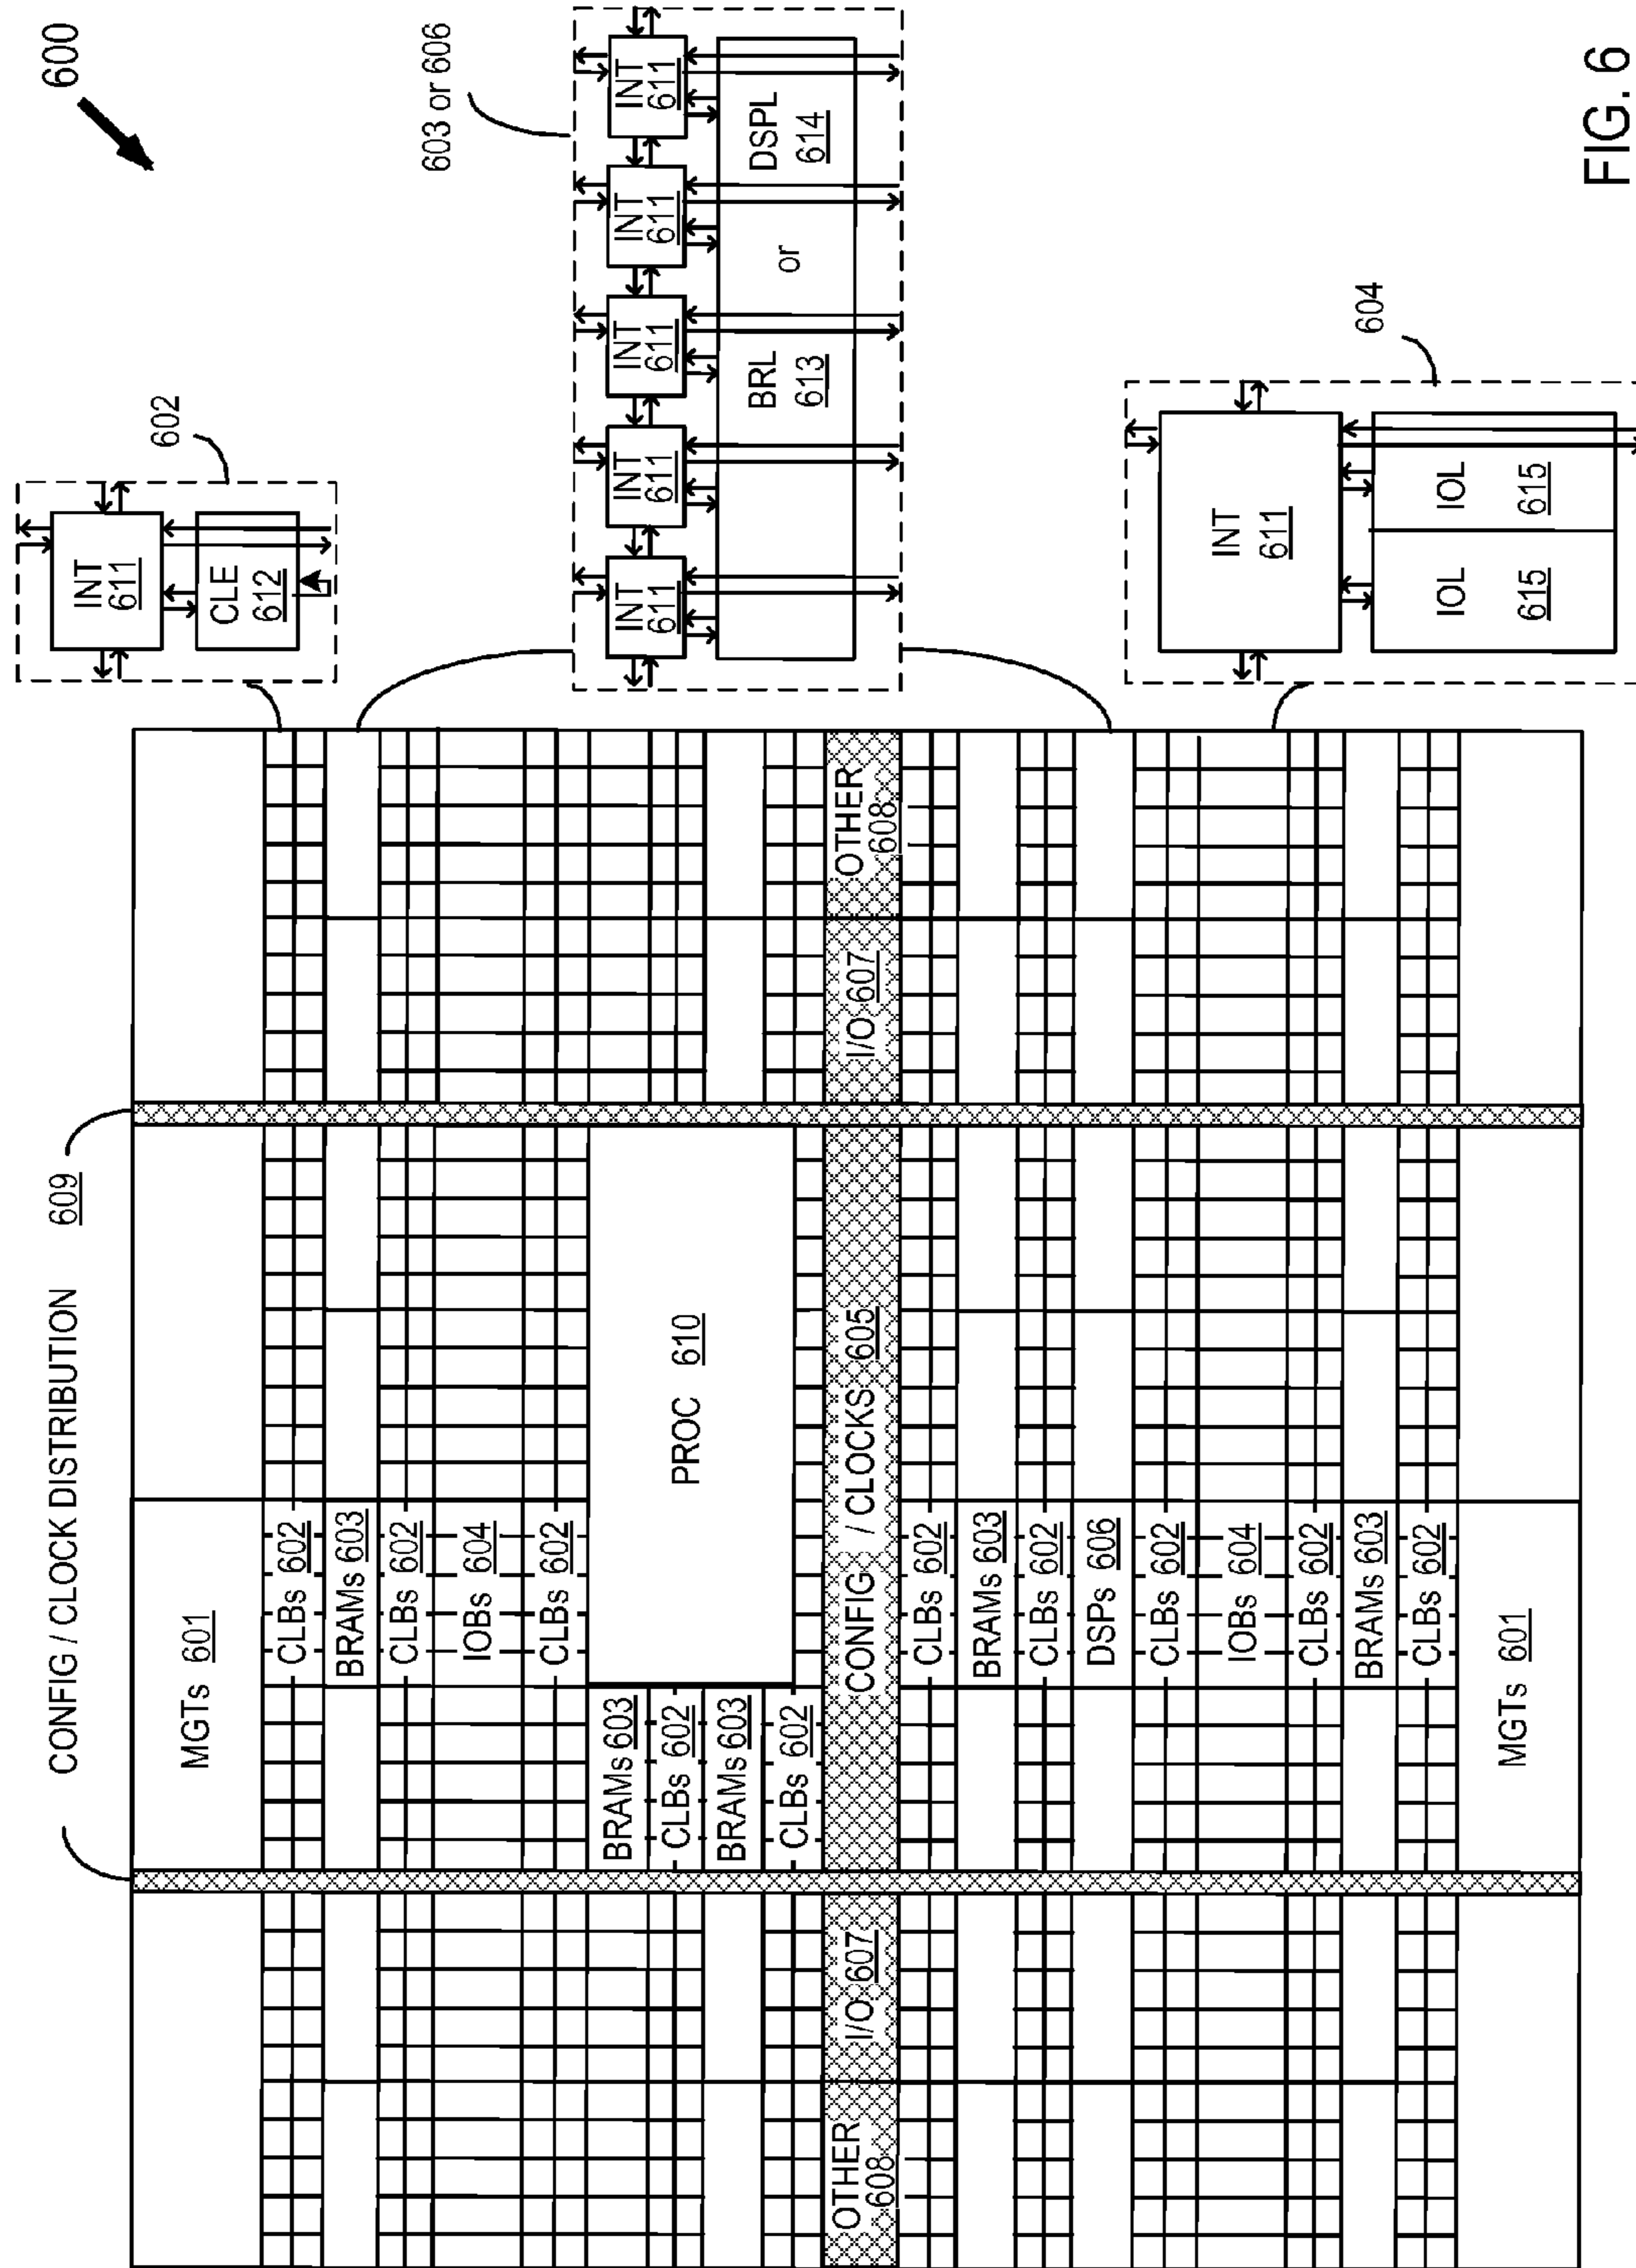 600
CONFIG / CLOCK DISTRIBUTION 609
MGTs 601
CLBs 602
BRAMs 603
CLBs 602
IOBs 604
CLBs 602
BRAMs 603
CLBs 602
BRAMs 603
CLBs 602
PROC 610
OTHER 608
I/O 607
CONFIG / CLOCKS 605
I/O 607
OTHER 608
CLBs 602
BRAMs 603
CLBs 602
DSPs 606
CLBs 602
IOBs 604
CLBs 602
BRAMs 603
CLBs 602
MGTs 601
602
INT
611
CLE
612
603 or 606
INT
611
INT
611
INT
611
INT
611
INT
611
BRL
613
or
DSPL
614
604
INT
611
IOL
615
IOL
615
FIG. 6